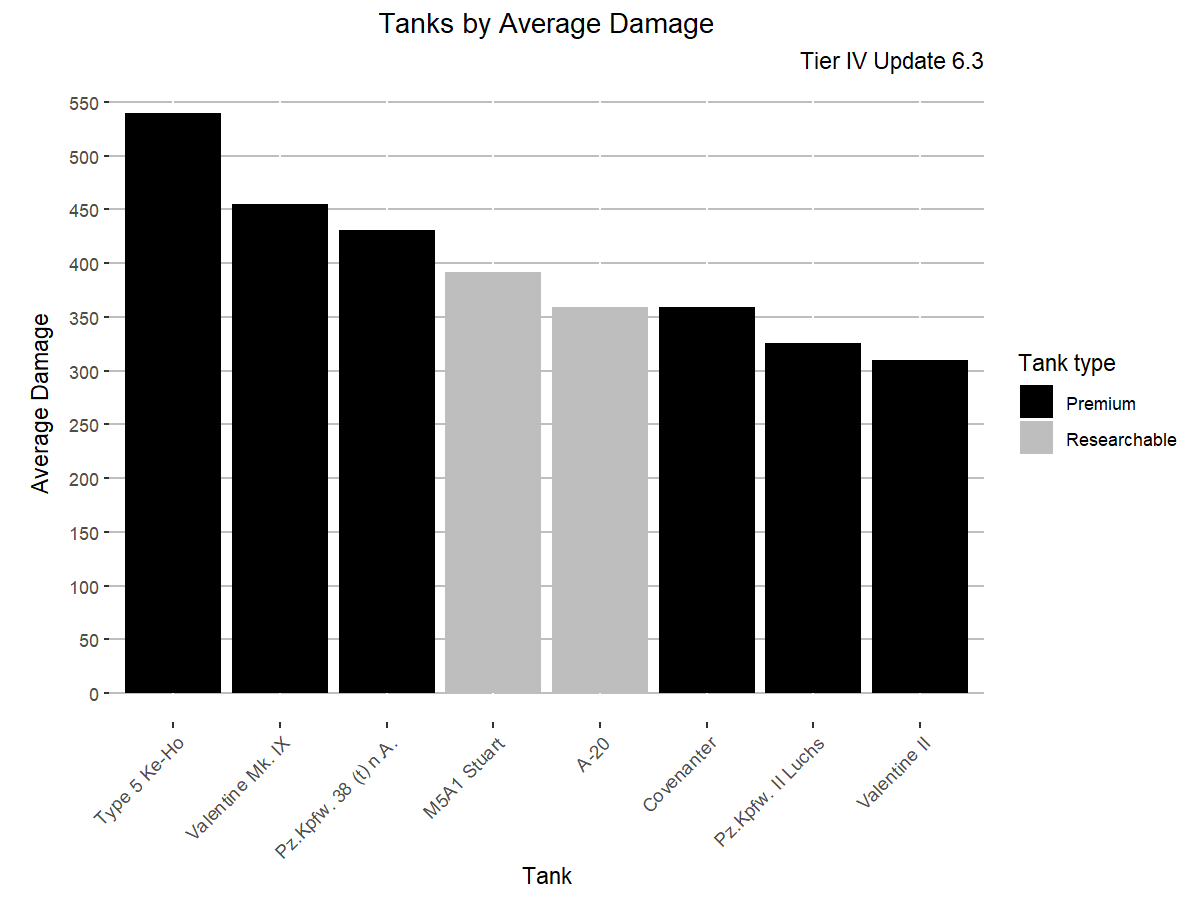 Tanks by Average Damage
Tier IV Update 6.3
Average Damage
550
500
450
400
350
300
250
200
150
100
50
0
Type 5 Ke-Ho
Valentine Mk. IX
Pz.Kpfw. 38 (t) n A.
M5A1 Stuart
A-20
Covenanter
Pz.Kpfw. II Luchs
Valentine II
Tank
Tank type
Premium
Researchable